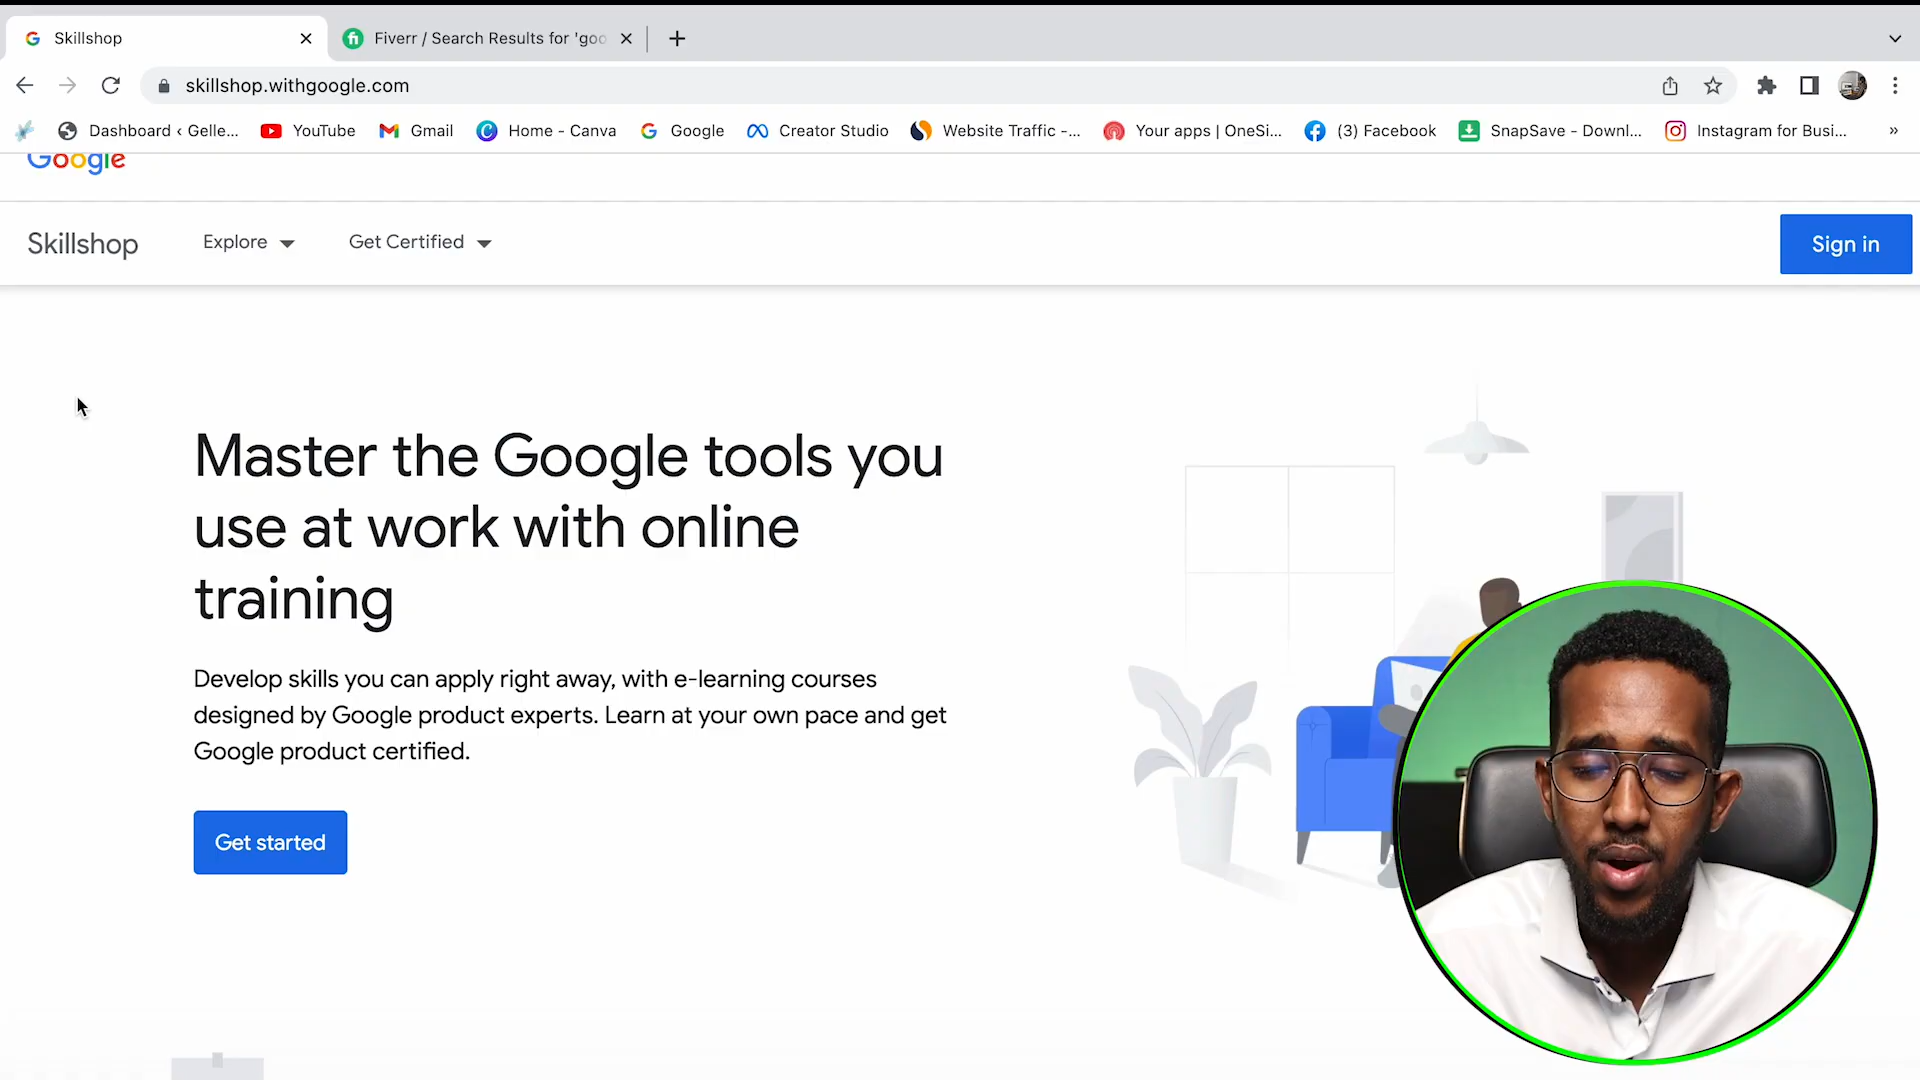 Skillshop
Fiverr / Search Results for 'goo
skillshop.withgoogle.com
Dashboard ‹ Gelle...
YouTube
Gmail
Home - Canva
Google
Creator Studio
Website Traffic -...
Your apps | OneSi...
(3) Facebook
SnapSave - Downl...
Instagram for Busi...
»
Google
Skillshop
Explore
Get Certified
Sign in
Master the Google tools you
use at work with online
training
Develop skills you can apply right away, with e-learning courses
designed by Google product experts. Learn at your own pace and get
Google product certified.
Get started